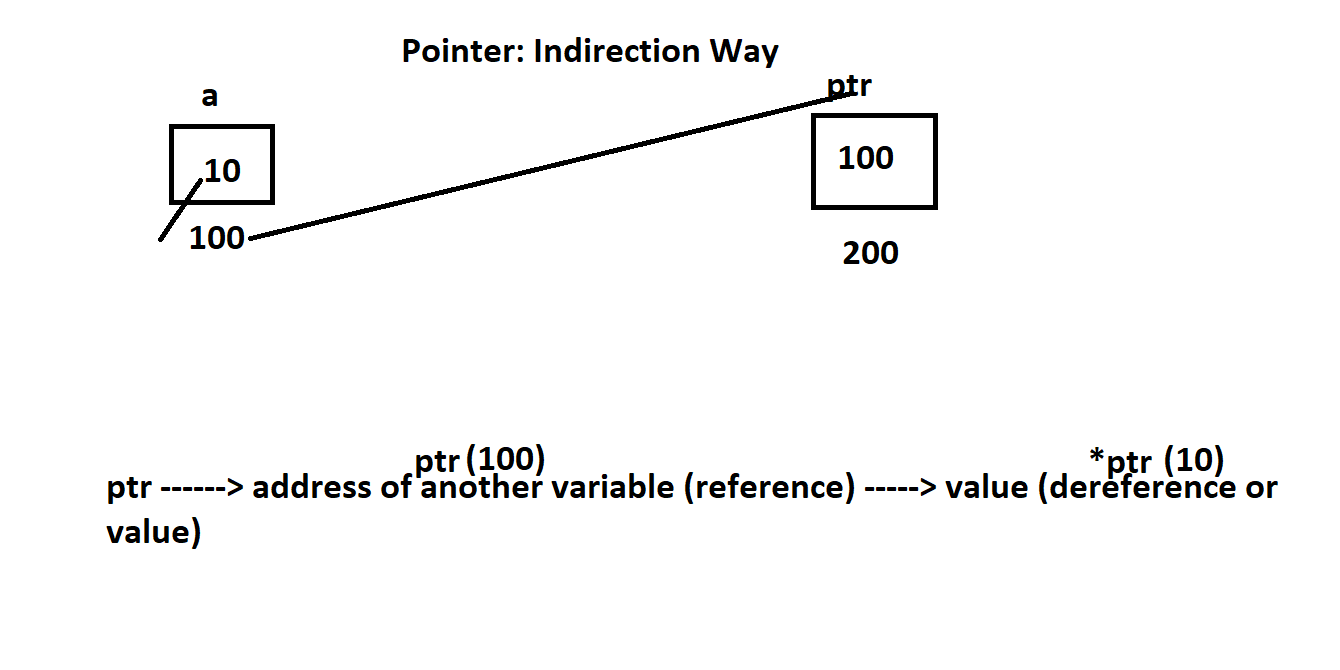 Pointer: Indirection Way
a
ptr
10
100
100
200
ptr (100)
*ptr (10)
ptr ------> address of another variable (reference) -----> value (dereference or
value)